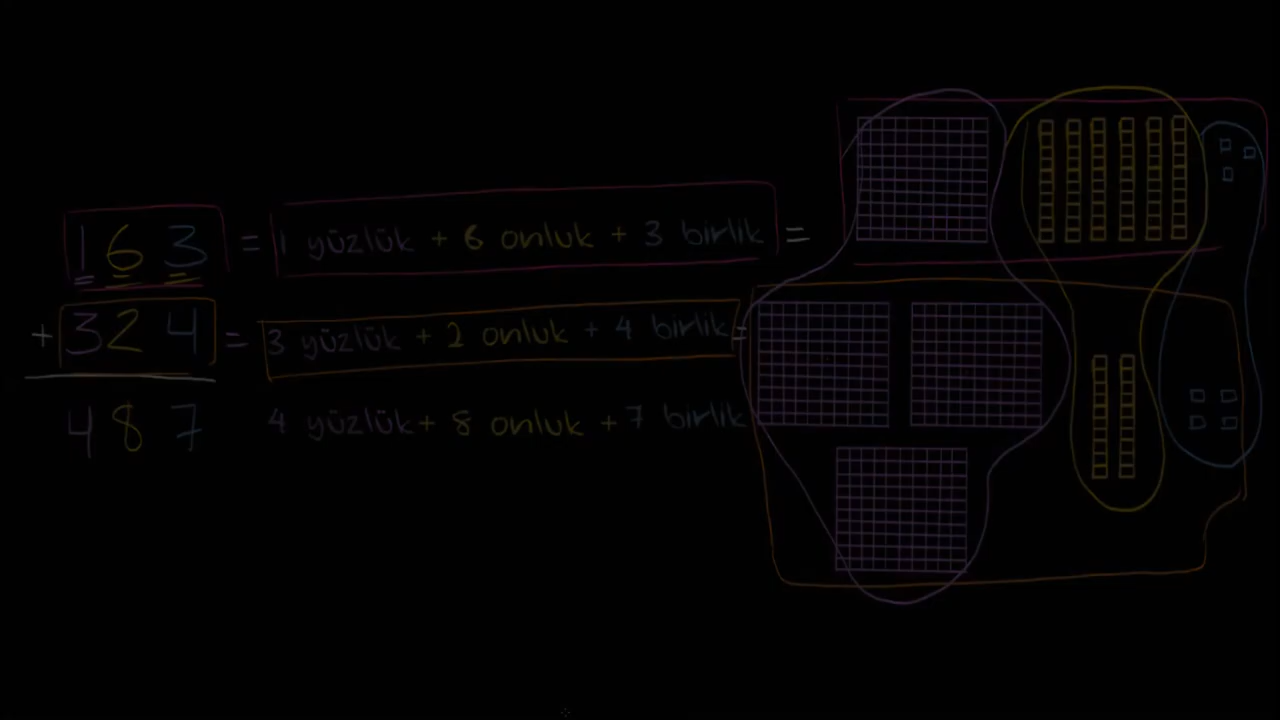 163 = 1 yüzlük + 6 onluk + 3 birlik =
+ 324 = 3 yüzlük + 2 onluk + 4 birlik =
487 4 yüzlük + 8 onluk + 7 birlik